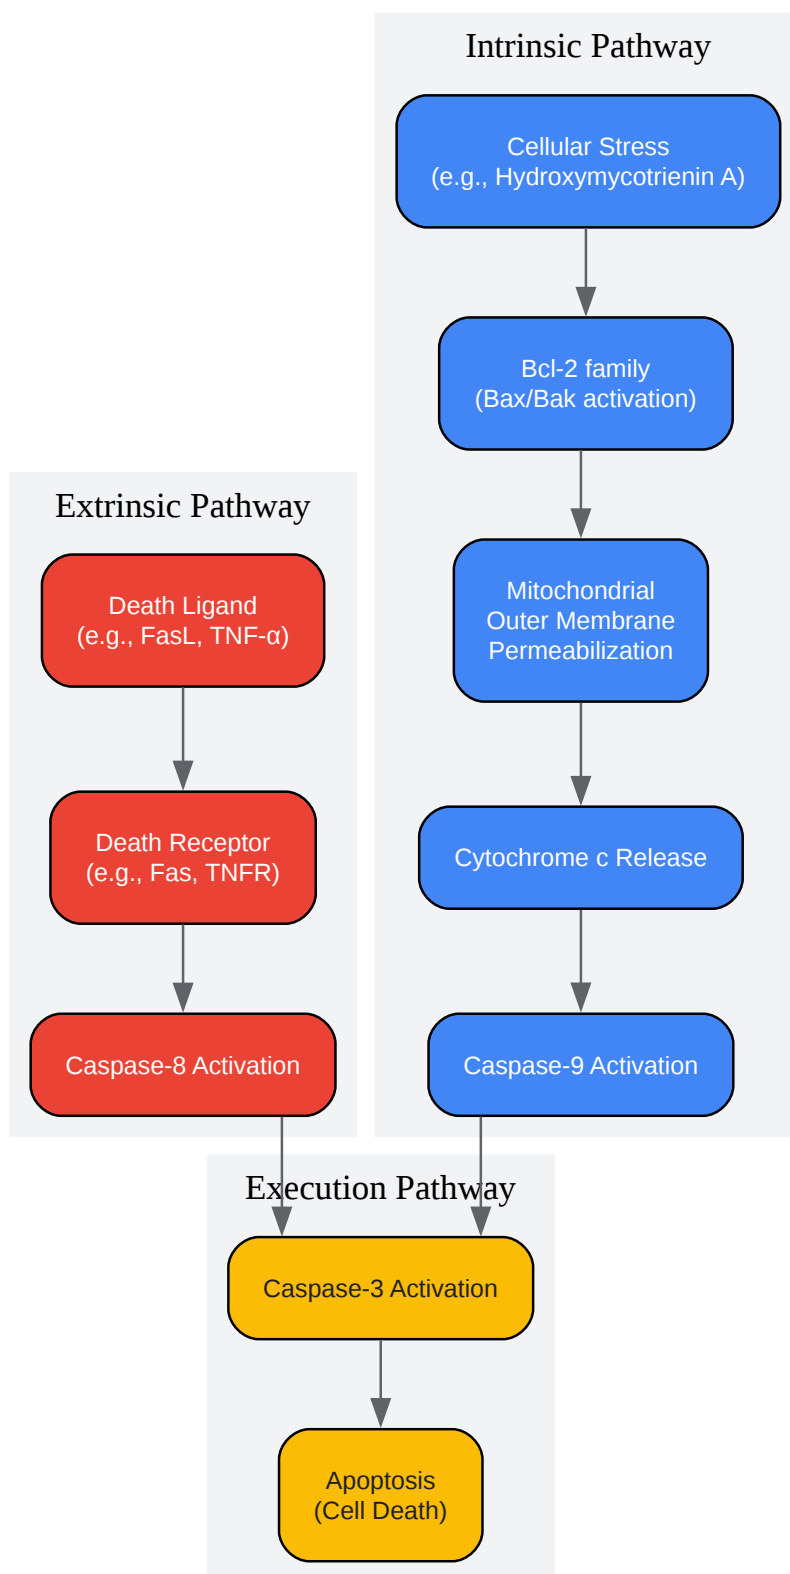 Intrinsic Pathway
Cellular Stress
(e.g., Hydroxymycotrienin A)
Bcl-2 family
(Bax/Bak activation)
Mitochondrial
Outer Membrane
Permeabilization
Cytochrome c Release
Caspase-9 Activation
Extrinsic Pathway
Death Ligand
(e.g., FasL, TNF-α)
Death Receptor
(e.g., Fas, TNFR)
Caspase-8 Activation
Execution Pathway
Caspase-3 Activation
Apoptosis
(Cell Death)